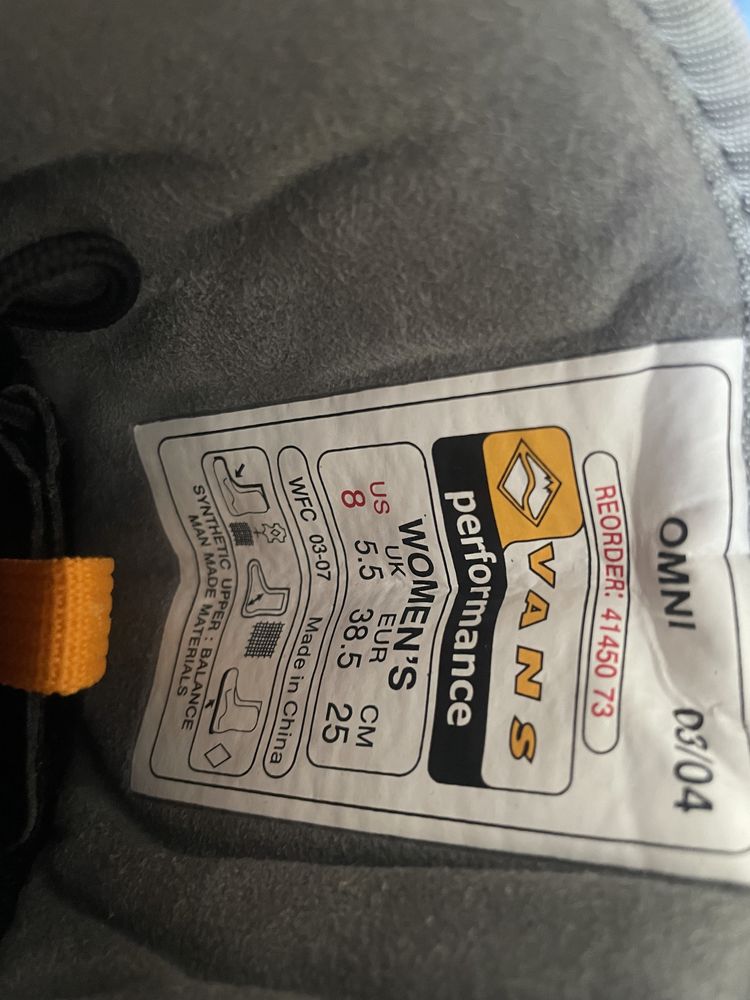 OMNI 03/04
REORDER: 41450 73
VANS
performance
WOMEN'S
US UK EUR CM
8 5.5 38.5 25
WFC 03-07 Made in China
SYNTHETIC UPPER : BALANCE
MAN MADE MATERIALS